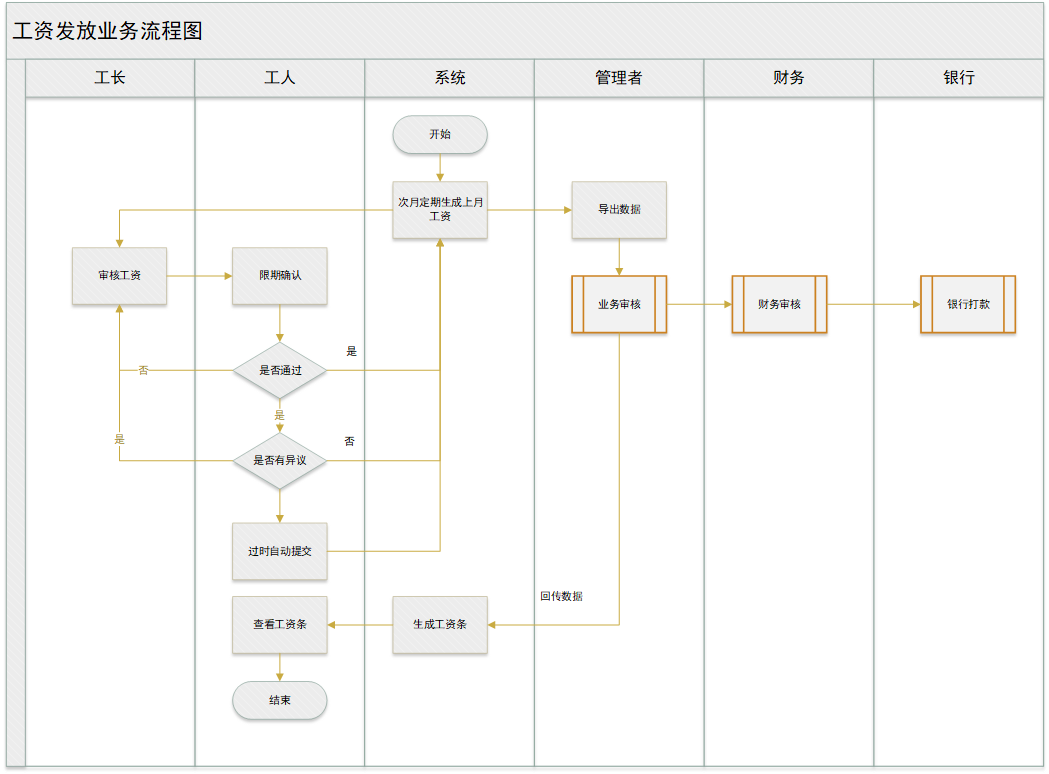 工资发放业务流程图
工长
工人
系统
管理者
财务
银行
开始
次月定期生成上月
工资
导出数据
审核工资
限期确认
业务审核
财务审核
银行打款
是
否
是否通过
是
是
否
是否有异议
过时自动提交
回传数据
查看工资条
生成工资条
结束